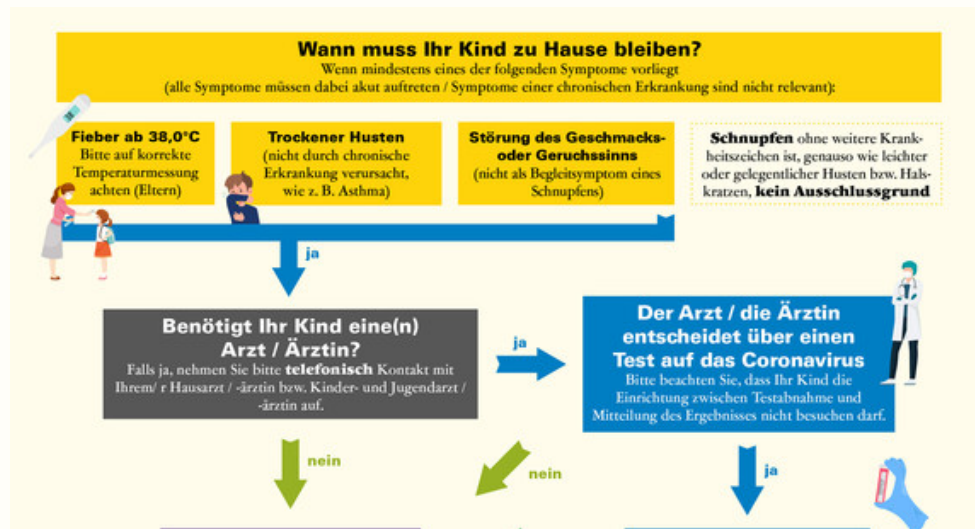 Wann muss Ihr Kind zu Hause bleiben?
Wenn mindestens eines der folgenden Symptome vorliegt
(alle Symptome müssen dabei akut auftreten / Symptome einer chronischen Erkrankung sind nicht relevant):
Fieber ab 38,0°C
Bitte auf korrekte
Temperaturmessung
achten (Eltern)
Trockener Husten
(nicht durch chronische
Erkrankung verursacht,
wie z. B. Asthma)
Störung des Geschmacks-
oder Geruchssinns
(nicht als Begleitsymptom eines
Schnupfens)
Schnupfen ohne weitere Krank-
heitszeichen ist, genauso wie leichter
oder gelegentlicher Husten bzw. Hals-
kratzen, kein Ausschlussgrund
ja
Benötigt Ihr Kind eine(n)
Arzt / Ärztin?
Falls ja, nehmen Sie bitte telefonisch Kontakt mit
Ihrem/ r Hausarzt / -ärztin bzw. Kinder- und Jugendarzt /
-ärztin auf.
ja
Der Arzt / die Ärztin
entscheidet über einen
Test auf das Coronavirus
Bitte beachten Sie, dass Ihr Kind die
Einrichtung zwischen Testabnahme und
Mitteilung des Ergebnisses nicht besuchen darf.
nein
nein
ja